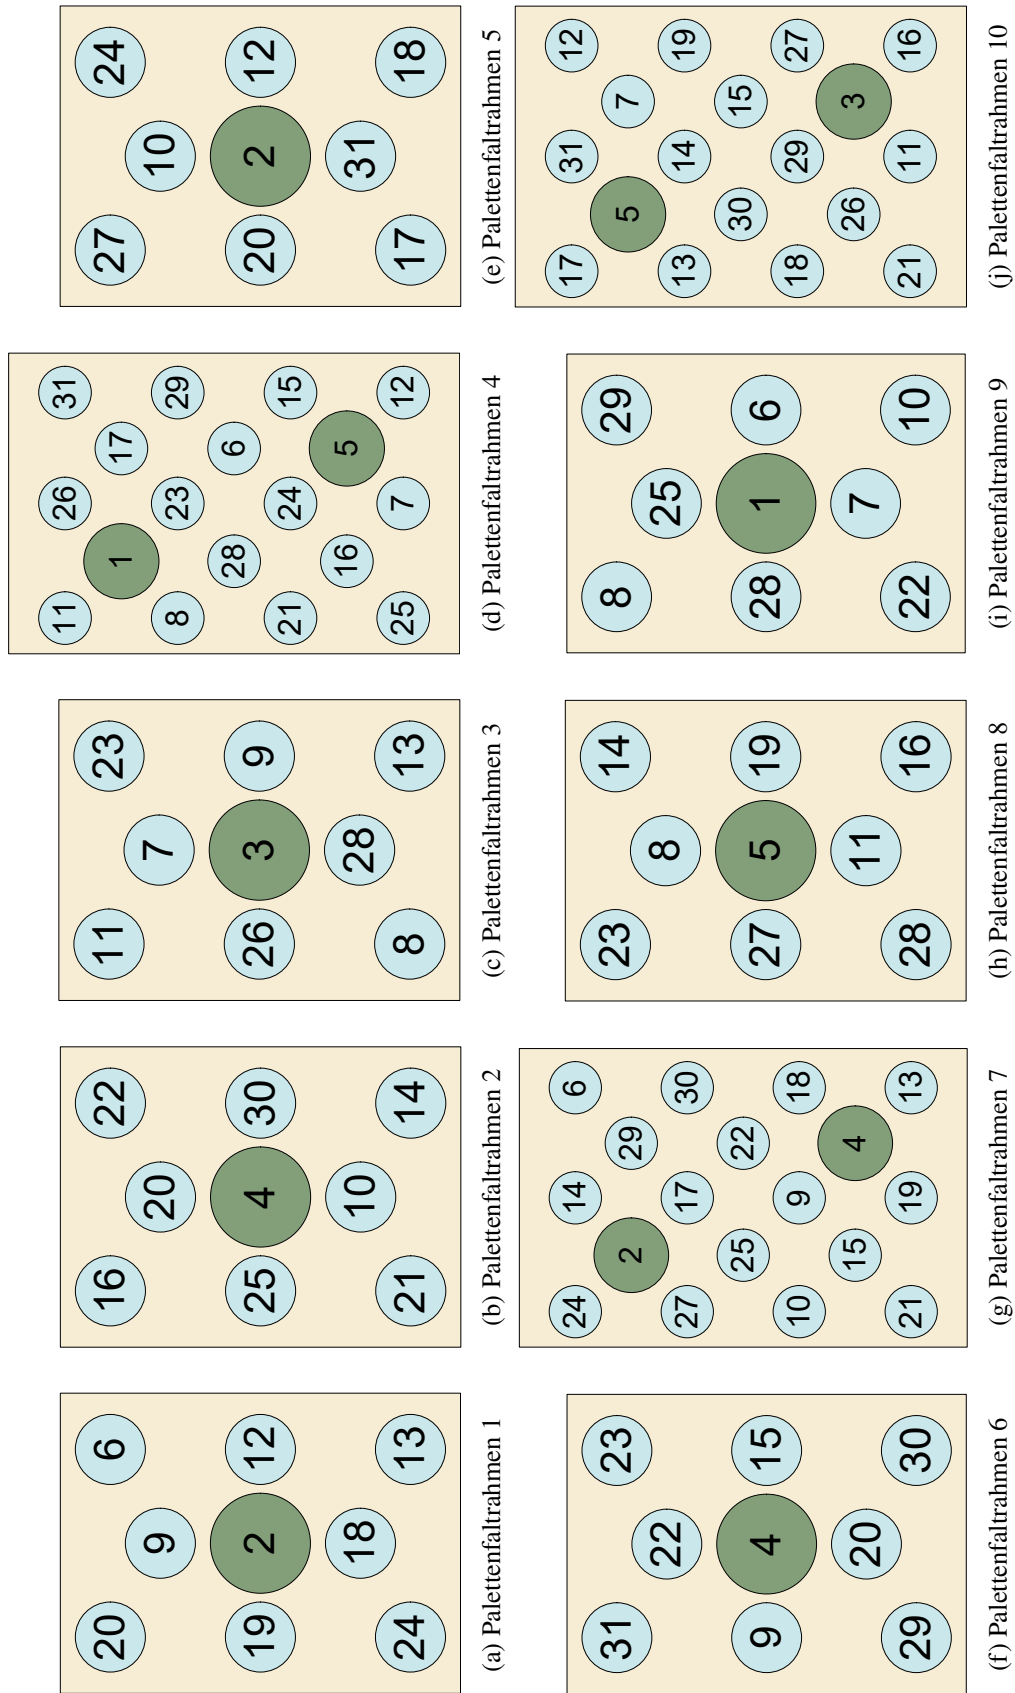 20 6
9
19 2 12
18
24 13
(a) Palettenfaltrahmen 1
16 22
20
25 4 30
10
21 14
(b) Palettenfaltrahmen 2
11 23
7
26 3 9
28
8 13
(c) Palettenfaltrahmen 3
11 26 31
1 17
8 23 29
28 6
21 24 15
16 5
25 7 12
(d) Palettenfaltrahmen 4
27 24
10
20 2 12
31
17 18
(e) Palettenfaltrahmen 5
31 23
22
9 4 15
20
29 30
(f) Palettenfaltrahmen 6
24 14 6
2 29
27 17 30
25 22
10 9 18
15 4
21 19 13
(g) Palettenfaltrahmen 7
23 14
8
27 5 19
11
28 16
(h) Palettenfaltrahmen 8
8 29
25
28 1 6
7
22 10
(i) Palettenfaltrahmen 9
17 31 12
5 7
13 14 19
30 15
18 29 27
26 3
21 11 16
(j) Palettenfaltrahmen 10